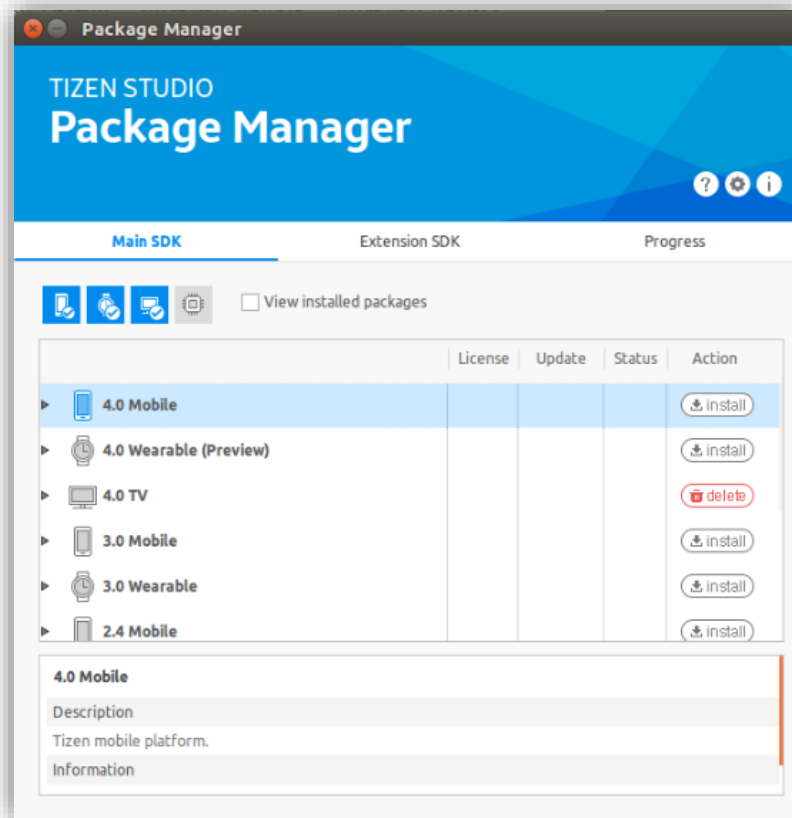 Package Manager
TIZEN STUDIO
Package Manager
? i
Main SDK Extension SDK Progress
View installed packages
License Update Status Action
4.0 Mobile install
4.0 Wearable (Preview) install
4.0 TV delete
3.0 Mobile install
3.0 Wearable install
2.4 Mobile install
4.0 Mobile
Description
Tizen mobile platform.
Information